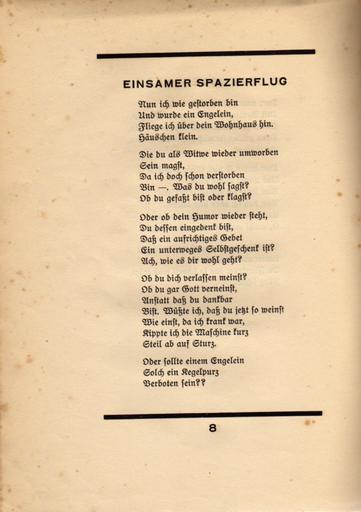 EINSAMER SPAZIERFLUG
Nun ich wie gestorben bin
Und wurde ein Engelein,
Fliege ich über dein Wohnhaus hin.
Häuschen klein.
Die du als Witwe wieder umworben
Sein magst,
Da ich doch schon verstorben
Bin —. Was du wohl sagst?
Ob du gefaßt bist oder klagst?
Oder ob dein Humor wieder steht,
Du dessen eingedenk bist,
Daß ein aufrichtiges Gebet
Ein unterweges Selbstgeschenk ist?
Ach, wie es dir wohl geht?
Ob du dich verlassen meinst?
Ob du gar Gott verneinst,
Anstatt daß du dankbar
Bist. Wüßte ich, daß du jetzt so weinst
Wie einst, da ich krank war,
Kippte ich die Maschine kurz
Steil ab auf Sturz.
Oder sollte einem Engelein
Solch ein Kegelpurz
Verboten sein??
8